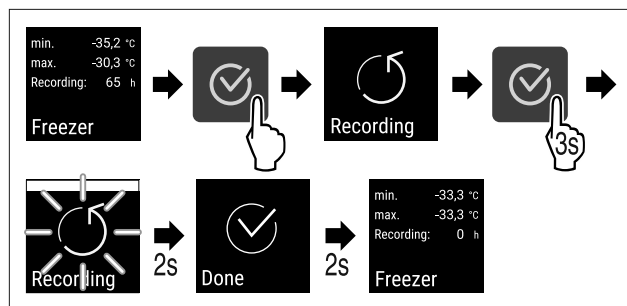 min. -35,2 °C
max. -30,3 °C
Recording: 65 h
Freezer
Recording
3s
Recording
2s
Done
2s
min. -33,3 °C
max. -33,3 °C
Recording: 0 h
Freezer